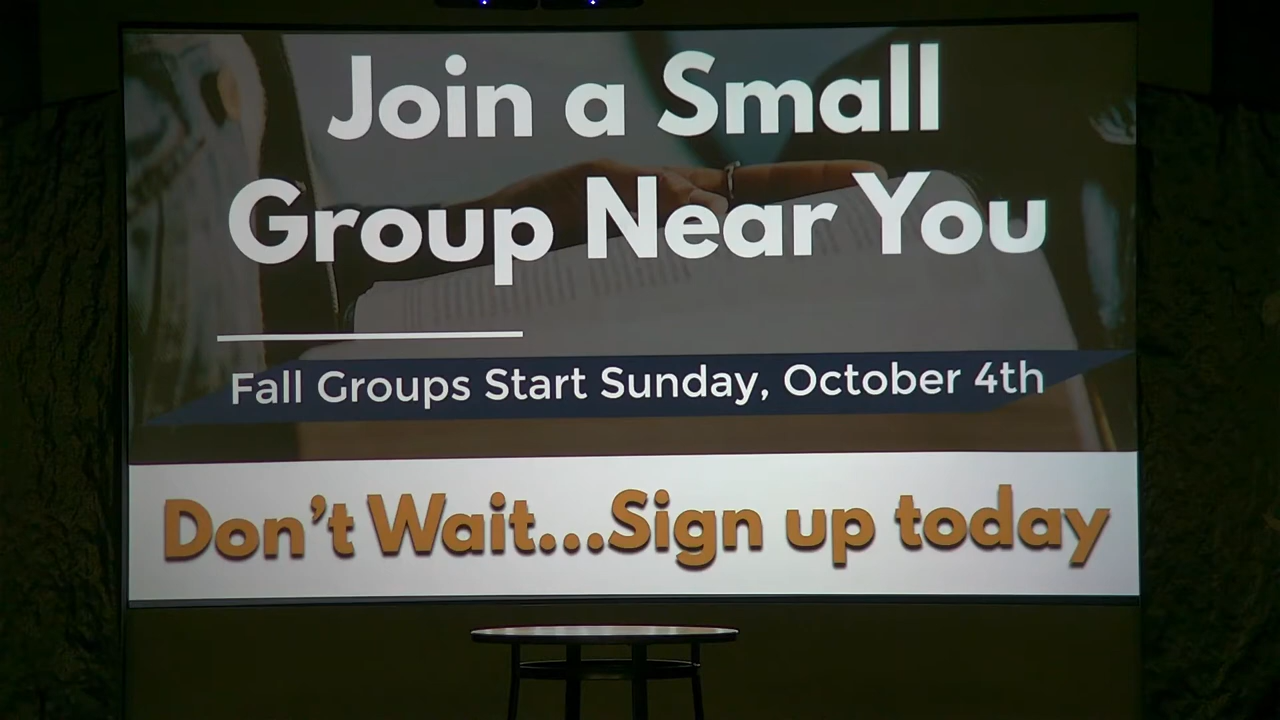 Join a Small
Group Near You
Fall Groups Start Sunday, October 4th
Don't Wait...Sign up today